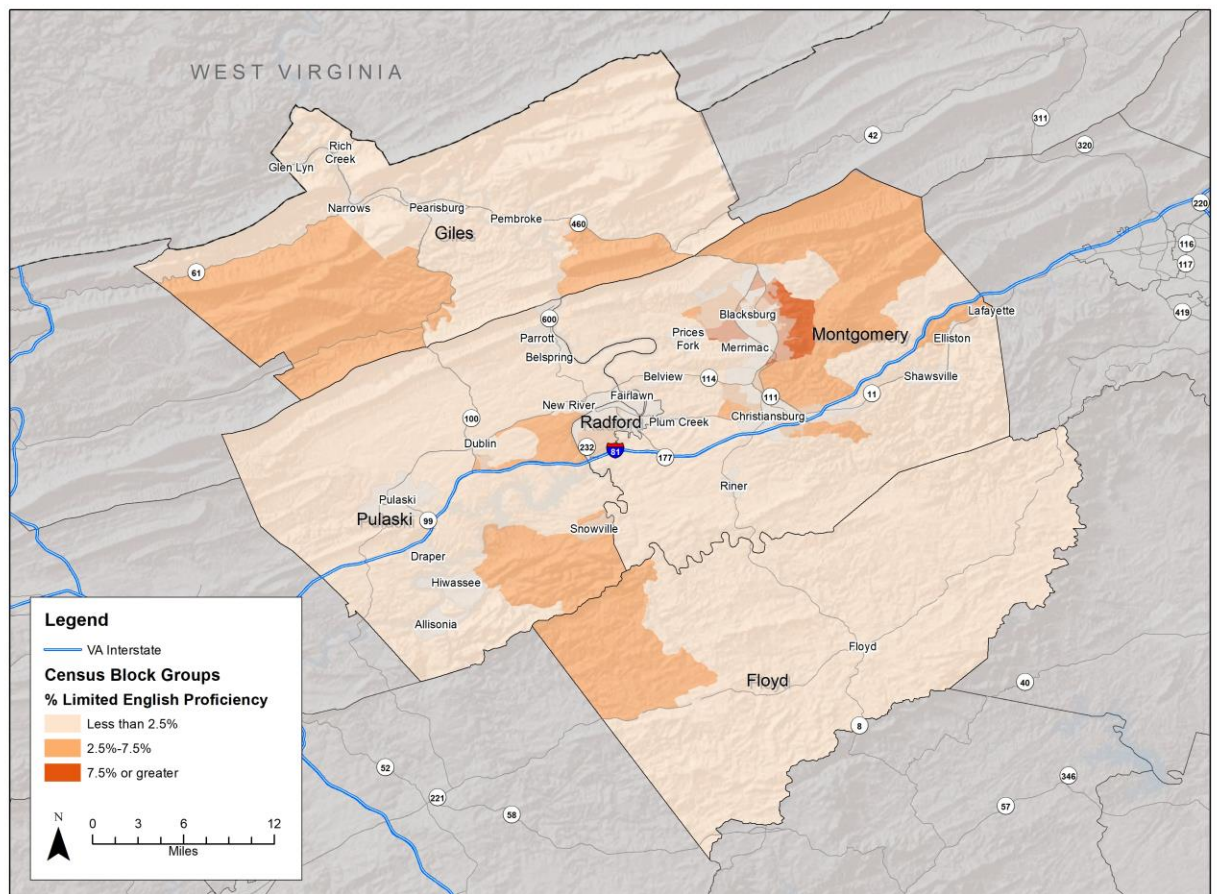 WEST VIRGINIA
311
42
320
Rich
Creek
Glen Lyn
220
Narrows
Pearisburg
Pembroke
460
Giles
116
61
117
600
Blacksburg
Lafayette
419
Parrott
Prices
Fork
Montgomery
Elliston
Belspring
Merrimac
Belview
114
Shawsville
Fairlawn
111
11
New River
Christiansburg
100
Radford
Plum Creek
Dublin
232
81
177
Riner
Pulaski
Pulaski
99
Snowville
Draper
Hiwassee
Allisonia
Floyd
Floyd
40
8
52
346
221
58
57
Legend
VA Interstate
Census Block Groups
% Limited English Proficiency
Less than 2.5%
2.5%-7.5%
7.5% or greater
N
0 3 6 12
Miles